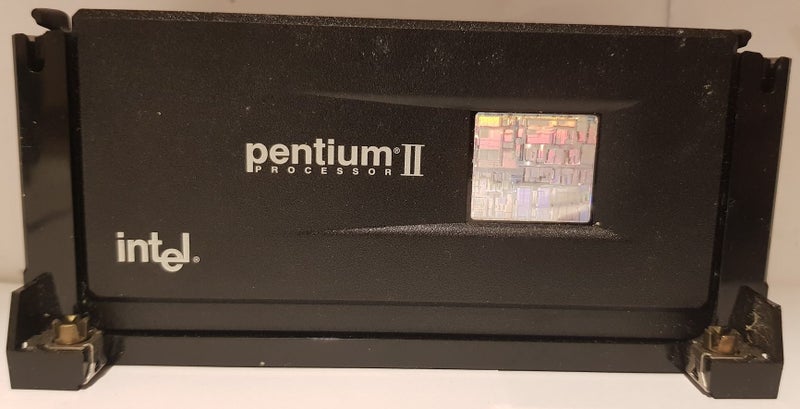 pentium® II
PROCESSOR
intel®